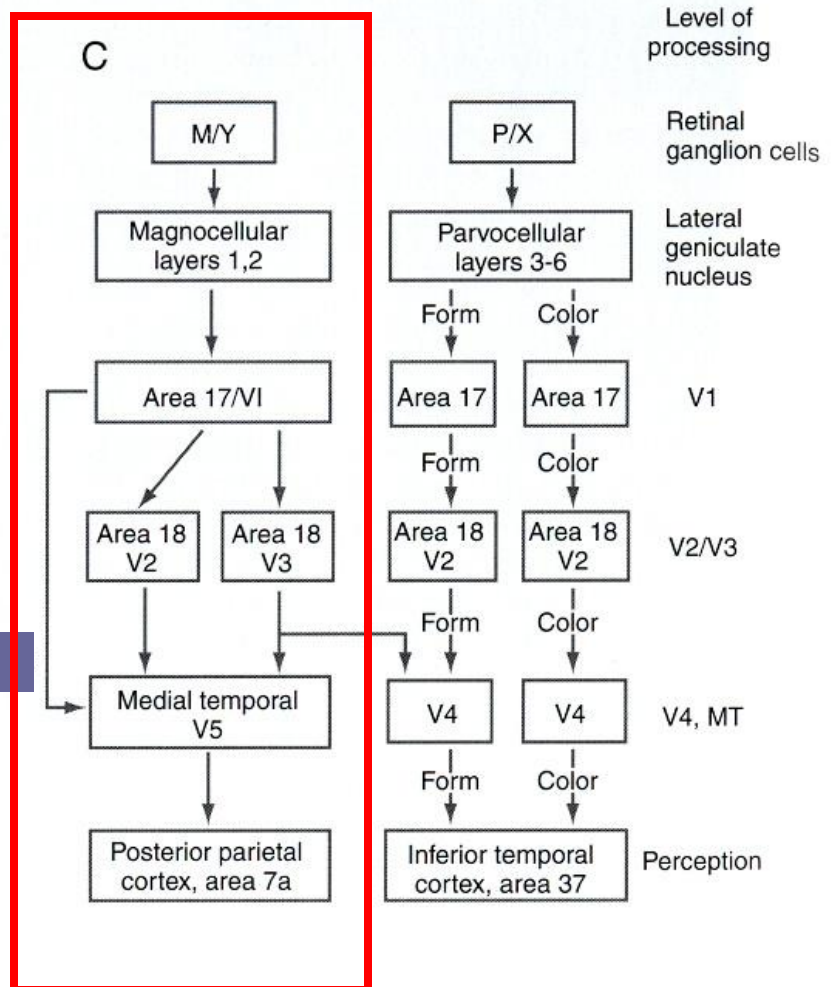 Level of
processing
C
M/Y
P/X
Retinal
ganglion cells
Magnocellular
layers 1,2
Parvocellular
layers 3-6
Lateral
geniculate
nucleus
Form
Color
Area 17/VI
Area 17
Area 17
V1
Form
Color
Area 18
V2
Area 18
V3
Area 18
V2
Area 18
V2
V2/V3
Form
Color
Medial temporal
V5
V4
V4
V4, MT
Form
Color
Posterior parietal
cortex, area 7a
Inferior temporal
cortex, area 37
Perception